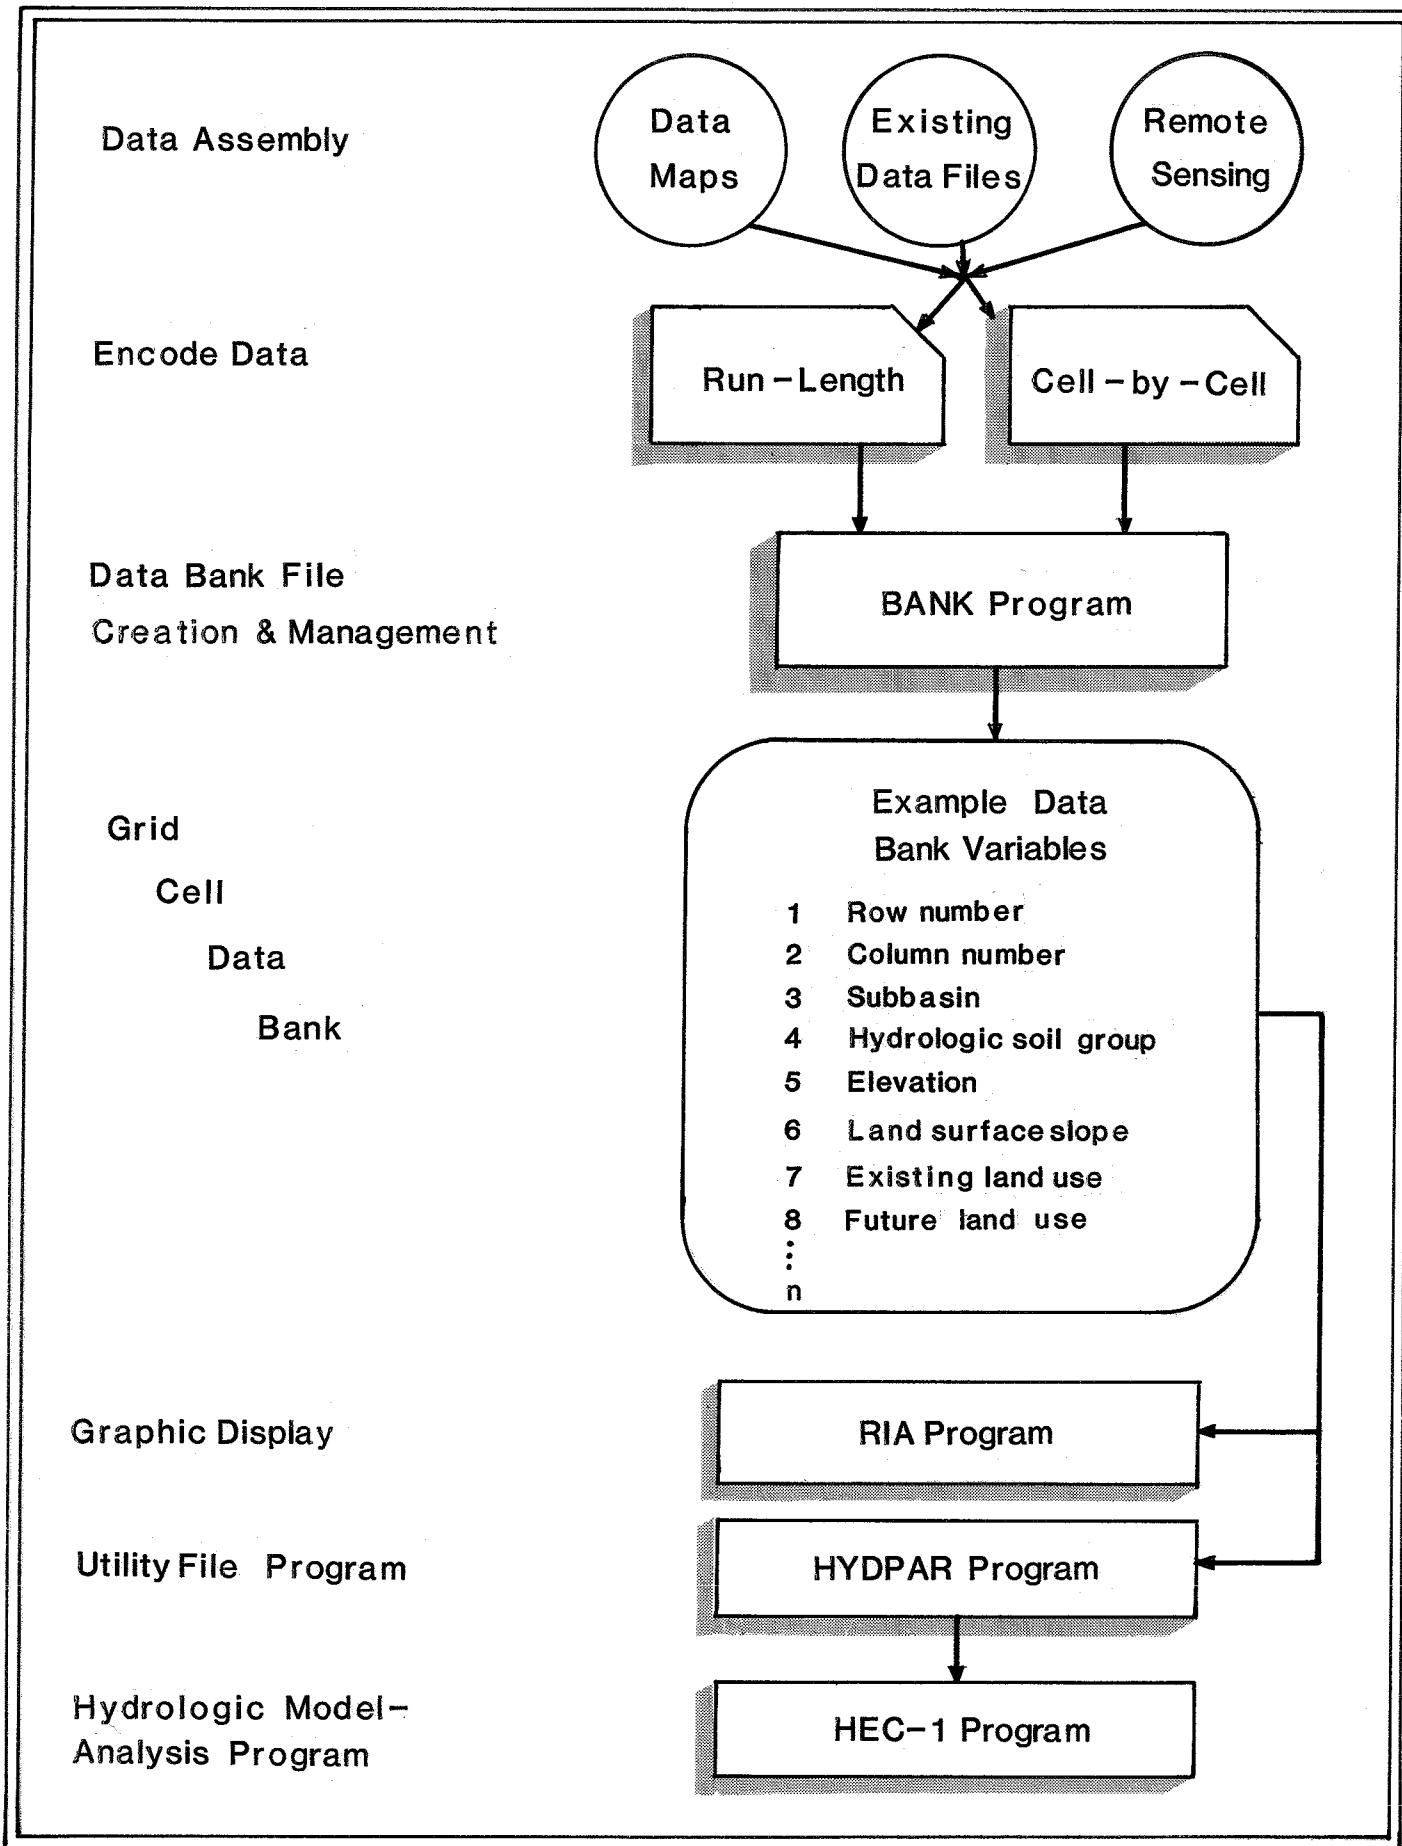 Data Assembly
Data
Maps
Existing
Data Files
Remote
Sensing
Encode Data
Run-Length
Cell-by-Cell
Data Bank File
Creation & Management
BANK Program
Grid
Cell
Data
Bank
Example Data
Bank Variables
1 Row number
2 Column number
3 Subbasin
4 Hydrologic soil group
5 Elevation
6 Land surface slope
7 Existing land use
8 Future land use
⋮
n
Graphic Display
RIA Program
Utility File Program
HYDPAR Program
Hydrologic Model-
Analysis Program
HEC-1 Program